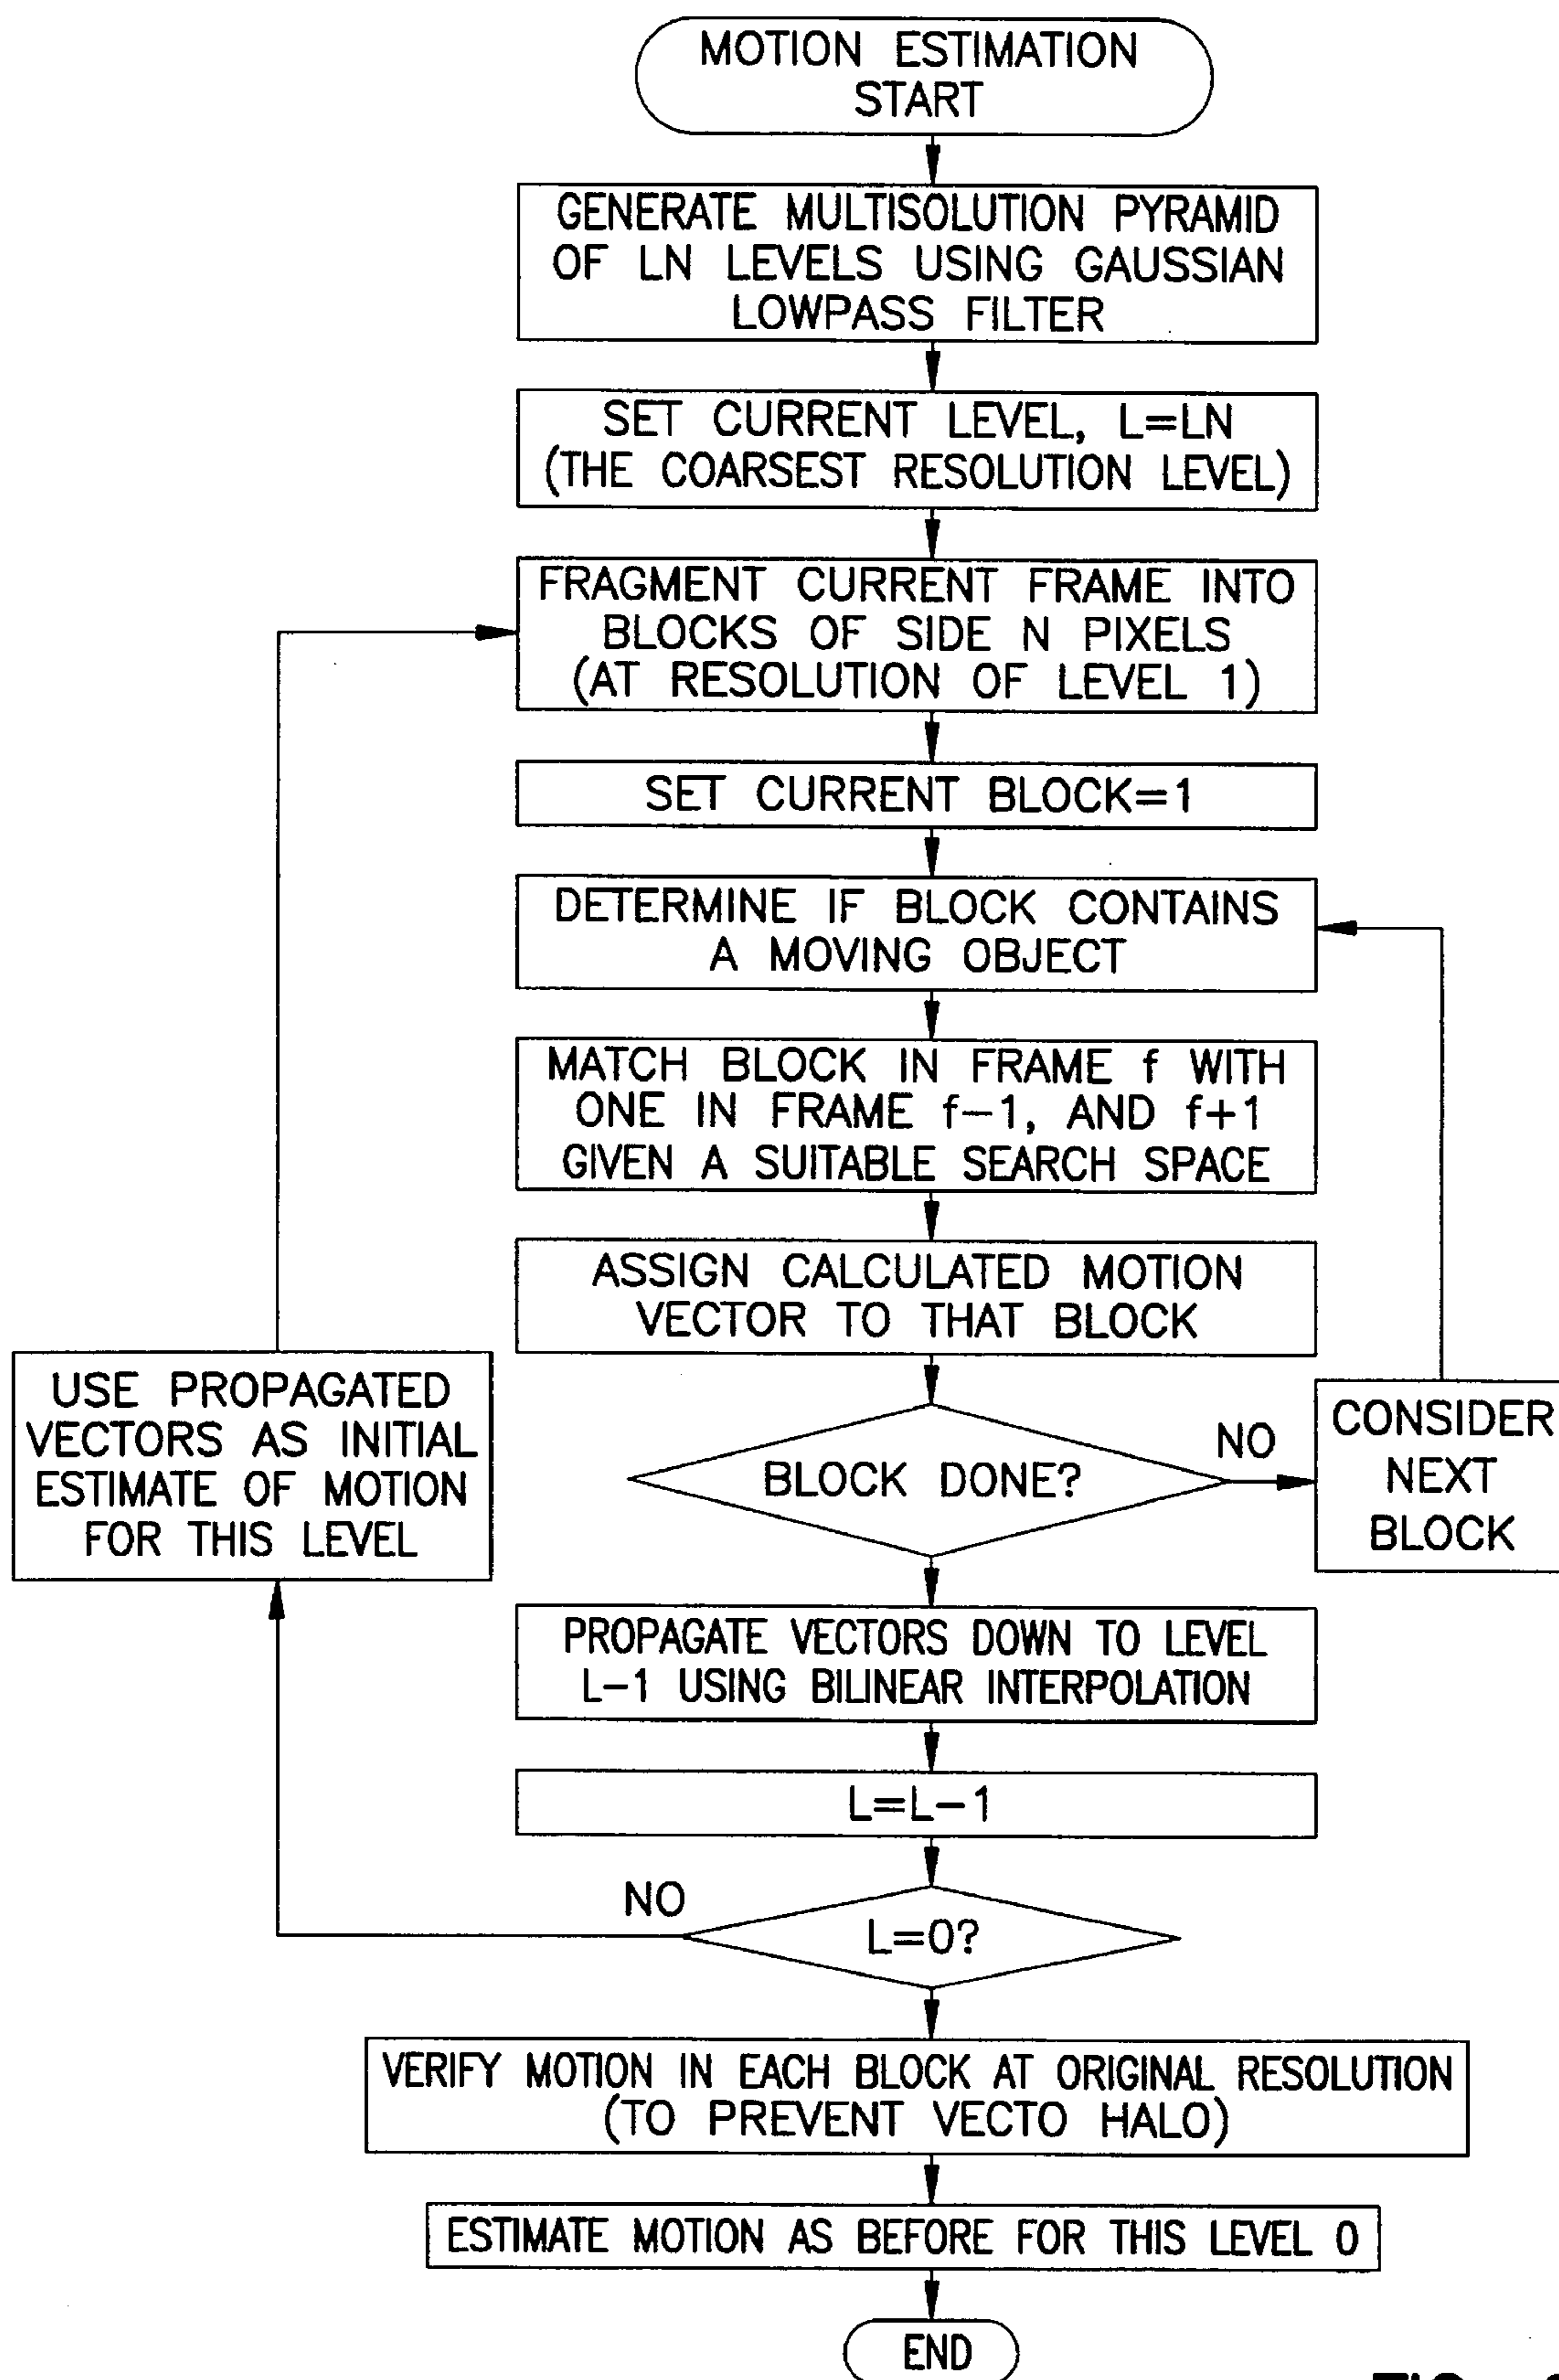 MOTION ESTIMATION
START
GENERATE MULTISOLUTION PYRAMID
OF LN LEVELS USING GAUSSIAN
LOWPASS FILTER
SET CURRENT LEVEL, L=LN
(THE COARSEST RESOLUTION LEVEL)
FRAGMENT CURRENT FRAME INTO
BLOCKS OF SIDE N PIXELS
(AT RESOLUTION OF LEVEL 1)
SET CURRENT BLOCK=1
DETERMINE IF BLOCK CONTAINS
A MOVING OBJECT
MATCH BLOCK IN FRAME f WITH
ONE IN FRAME f-1, AND f+1
GIVEN A SUITABLE SEARCH SPACE
ASSIGN CALCULATED MOTION
VECTOR TO THAT BLOCK
USE PROPAGATED
VECTORS AS INITIAL
ESTIMATE OF MOTION
FOR THIS LEVEL
BLOCK DONE?
NO
CONSIDER
NEXT
BLOCK
PROPAGATE VECTORS DOWN TO LEVEL
L-1 USING BILINEAR INTERPOLATION
L=L-1
NO
L=0?
VERIFY MOTION IN EACH BLOCK AT ORIGINAL RESOLUTION
(TO PREVENT VECTO HALO)
ESTIMATE MOTION AS BEFORE FOR THIS LEVEL 0
END